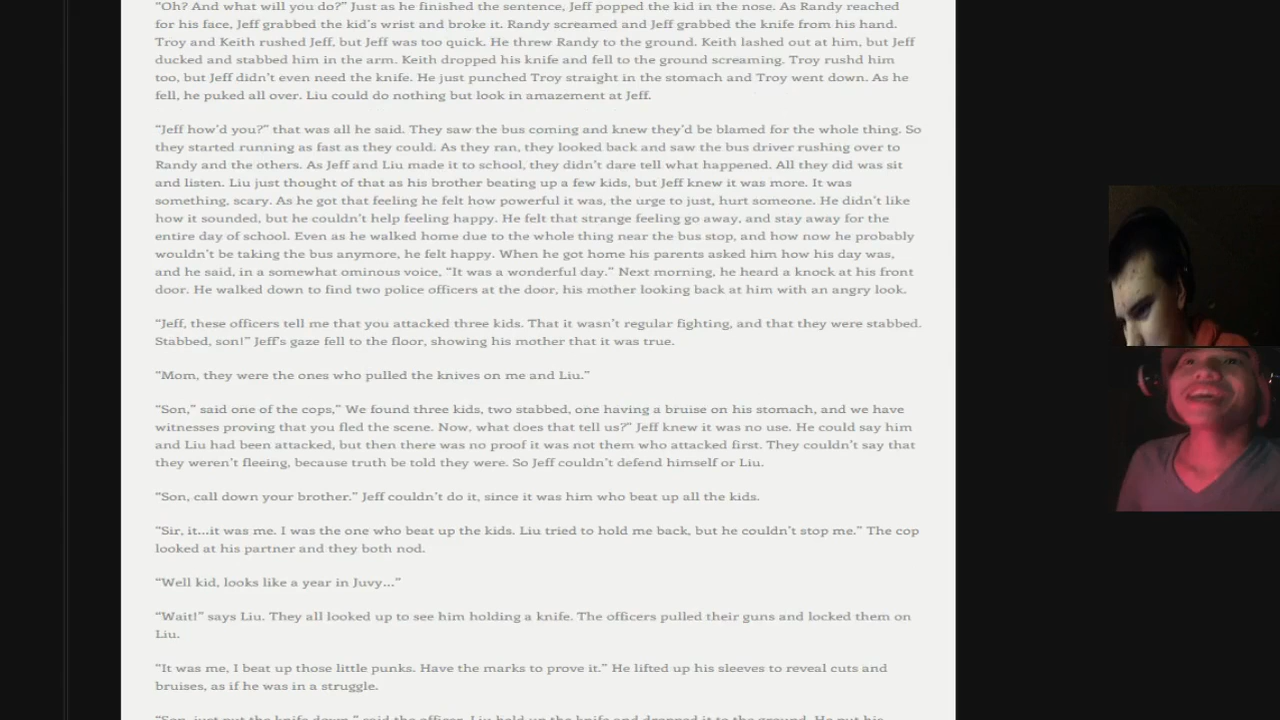 “Oh? And what will you do?” Just as he finished the sentence, Jeff popped the kid in the nose. As Randy reached
for his face, Jeff grabbed the kid’s wrist and broke it. Randy screamed and Jeff grabbed the knife from his hand.
Troy and Keith rushed Jeff, but Jeff was too quick. He threw Randy to the ground. Keith lashed out at him, but Jeff
ducked and stabbed him in the arm. Keith dropped his knife and fell to the ground screaming. Troy rushd him
too, but Jeff didn’t even need the knife. He just punched Troy straight in the stomach and Troy went down. As he
fell, he puked all over. Liu could do nothing but look in amazement at Jeff.
“Jeff how’d you?” that was all he said. They saw the bus coming and knew they’d be blamed for the whole thing. So
they started running as fast as they could. As they ran, they looked back and saw the bus driver rushing over to
Randy and the others. As Jeff and Liu made it to school, they didn’t dare tell what happened. All they did was sit
and listen. Liu just thought of that as his brother beating up a few kids, but Jeff knew it was more. It was
something, scary. As he got that feeling he felt how powerful it was, the urge to just, hurt someone. He didn’t like
how it sounded, but he couldn’t help feeling happy. He felt that strange feeling go away, and stay away for the
entire day of school. Even as he walked home due to the whole thing near the bus stop, and how now he probably
wouldn’t be taking the bus anymore, he felt happy. When he got home his parents asked him how his day was,
and he said, in a somewhat ominous voice, “It was a wonderful day.” Next morning, he heard a knock at his front
door. He walked down to find two police officers at the door, his mother looking back at him with an angry look.
“Jeff, these officers tell me that you attacked three kids. That it wasn’t regular fighting, and that they were stabbed.
Stabbed, son!” Jeff’s gaze fell to the floor, showing his mother that it was true.
“Mom, they were the ones who pulled the knives on me and Liu.”
“Son,” said one of the cops,” We found three kids, two stabbed, one having a bruise on his stomach, and we have
witnesses proving that you fled the scene. Now, what does that tell us?” Jeff knew it was no use. He could say him
and Liu had been attacked, but then there was no proof it was not them who attacked first. They couldn’t say that
they weren’t fleeing, because truth be told they were. So Jeff couldn’t defend himself or Liu.
“Son, call down your brother.” Jeff couldn’t do it, since it was him who beat up all the kids.
“Sir, it…it was me. I was the one who beat up the kids. Liu tried to hold me back, but he couldn’t stop me.” The cop
looked at his partner and they both nod.
“Well kid, looks like a year in Juvy…”
“Wait!” says Liu. They all looked up to see him holding a knife. The officers pulled their guns and locked them on
Liu.
“It was me, I beat up those little punks. Have the marks to prove it.” He lifted up his sleeves to reveal cuts and
bruises, as if he was in a struggle.
“Son, just put the knife down,” said the officer. Liu held up the knife and dropped it to the ground. He put his